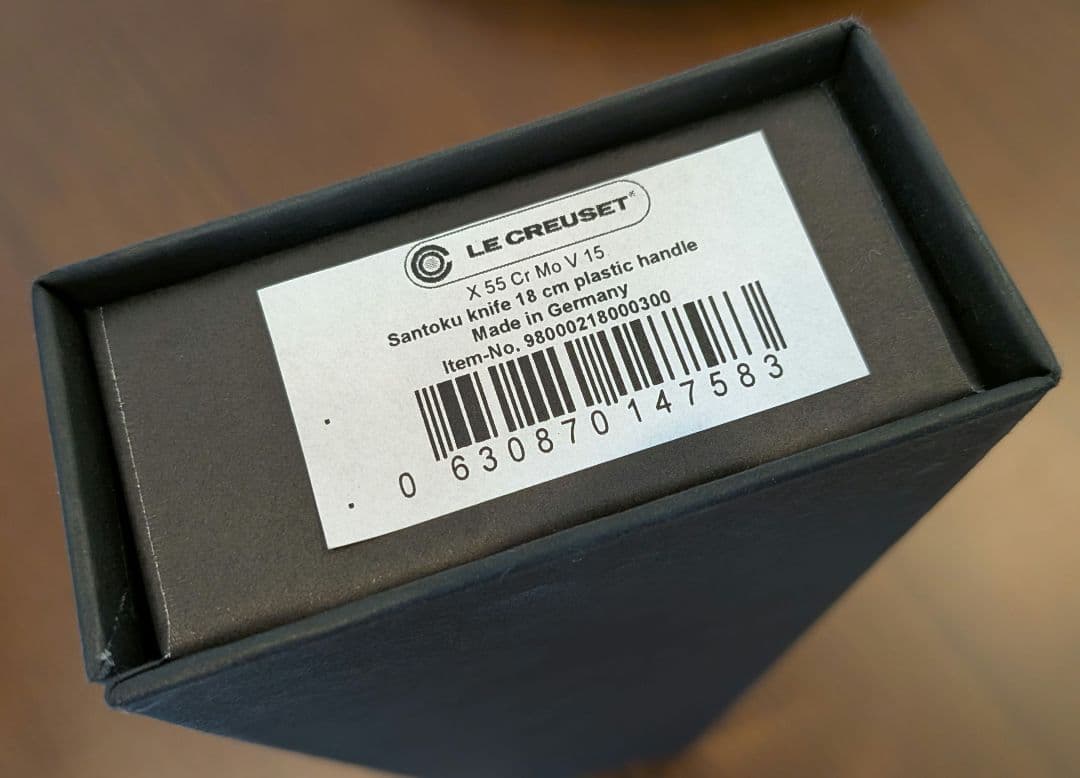 LE CREUSET®
X 55 Cr Mo V 15
Santoku knife 18 cm plastic handle
Made in Germany
Item-No. 98000218000300
0 630870 147583